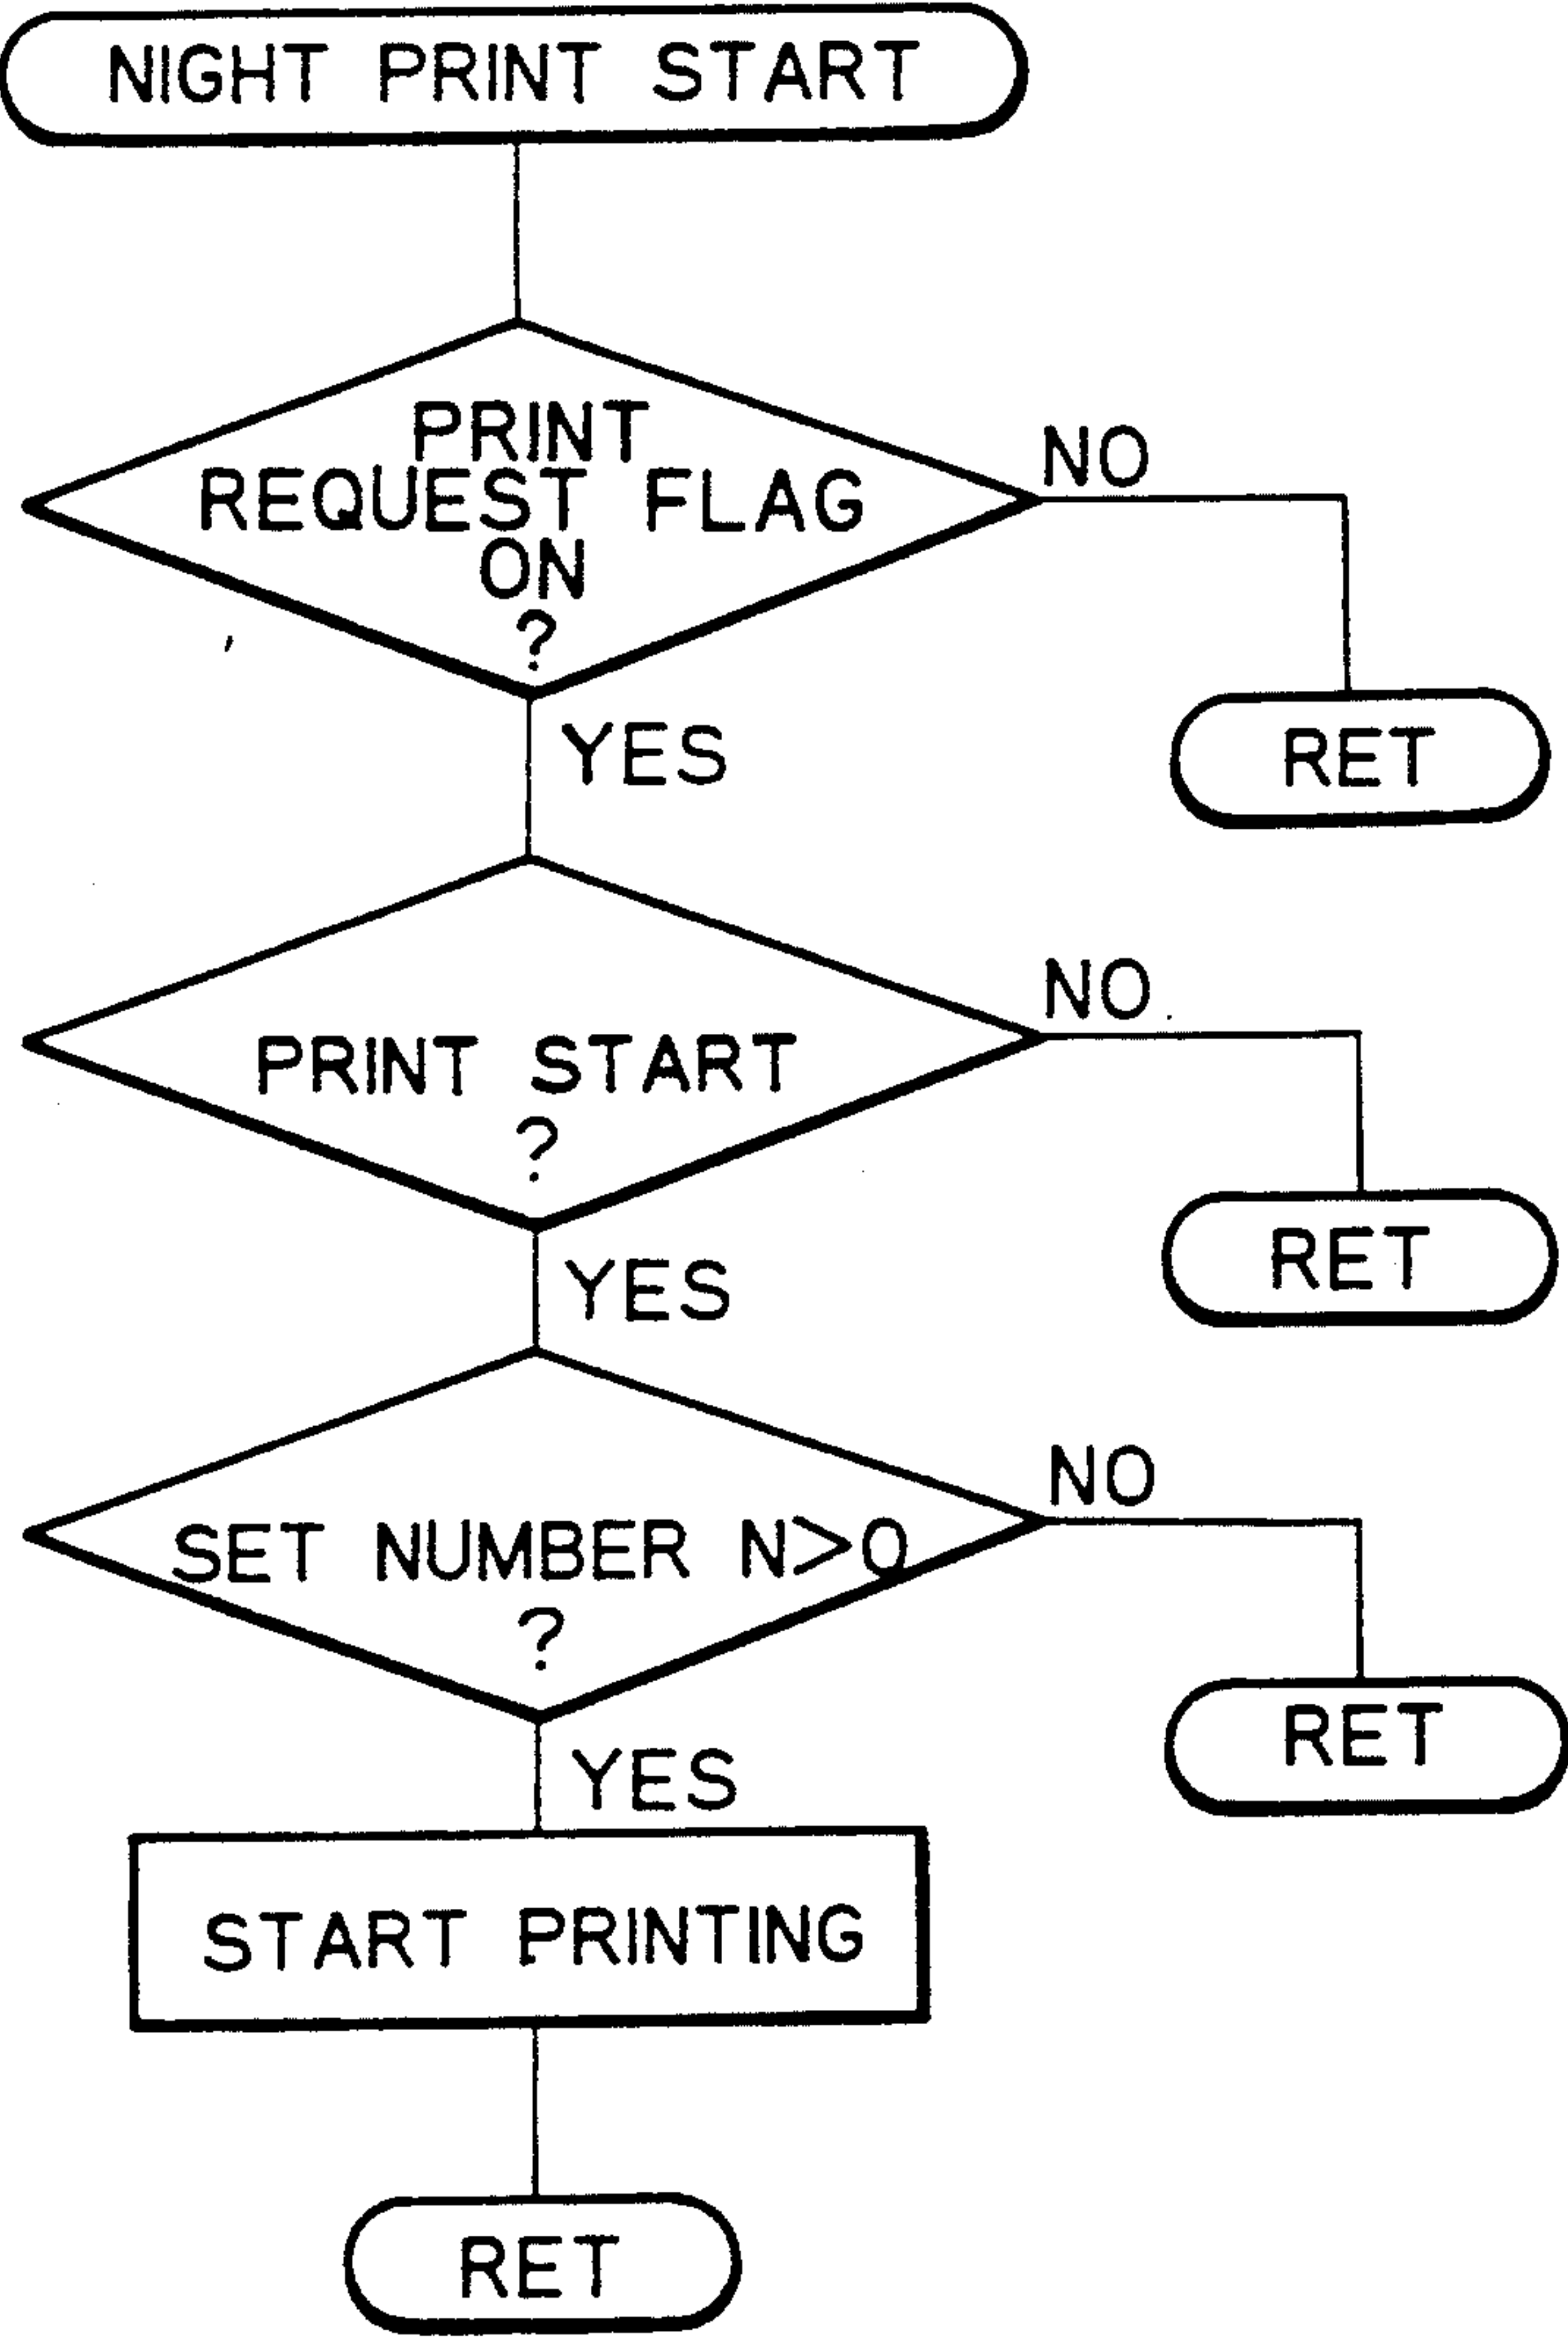 NIGHT PRINT START
PRINT
REQUEST FLAG
ON
?
NO
RET
YES
PRINT START
?
NO
RET
YES
SET NUMBER N>0
?
NO
RET
YES
START PRINTING
RET